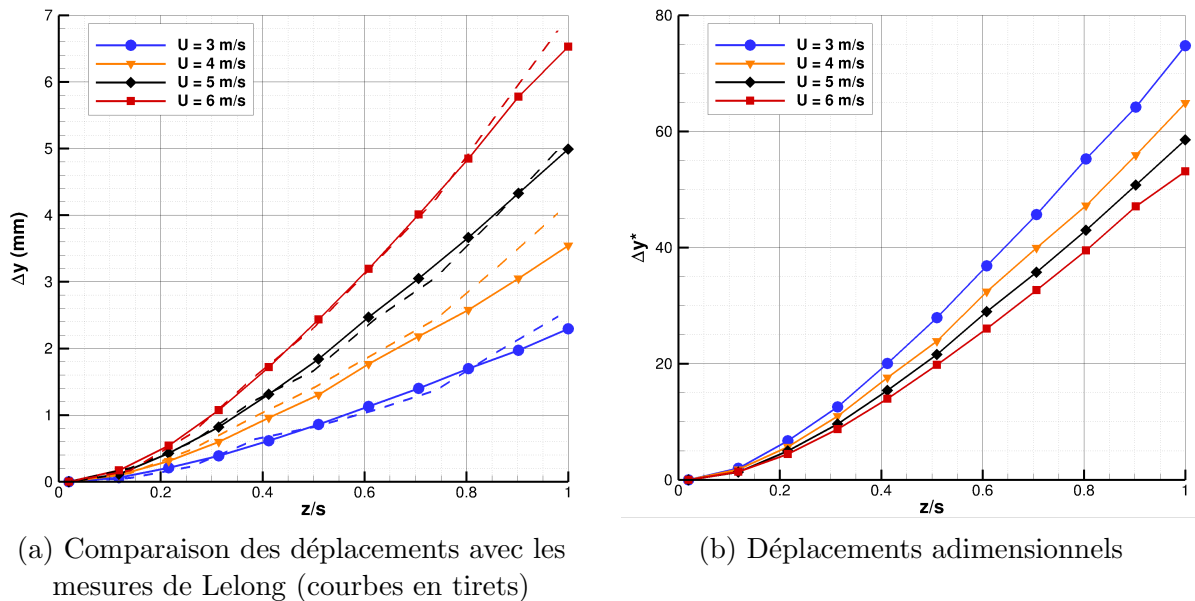 7
6
5
4
3
2
1
0
Δy (mm)
U = 3 m/s
U = 4 m/s
U = 5 m/s
U = 6 m/s
0 0.2 0.4 0.6 0.8 1
z/s
(a) Comparaison des déplacements avec les
mesures de Lelong (courbes en tirets)
80
60
40
20
0
Δy*
U = 3 m/s
U = 4 m/s
U = 5 m/s
U = 6 m/s
0 0.2 0.4 0.6 0.8 1
z/s
(b) Déplacements adimensionnels